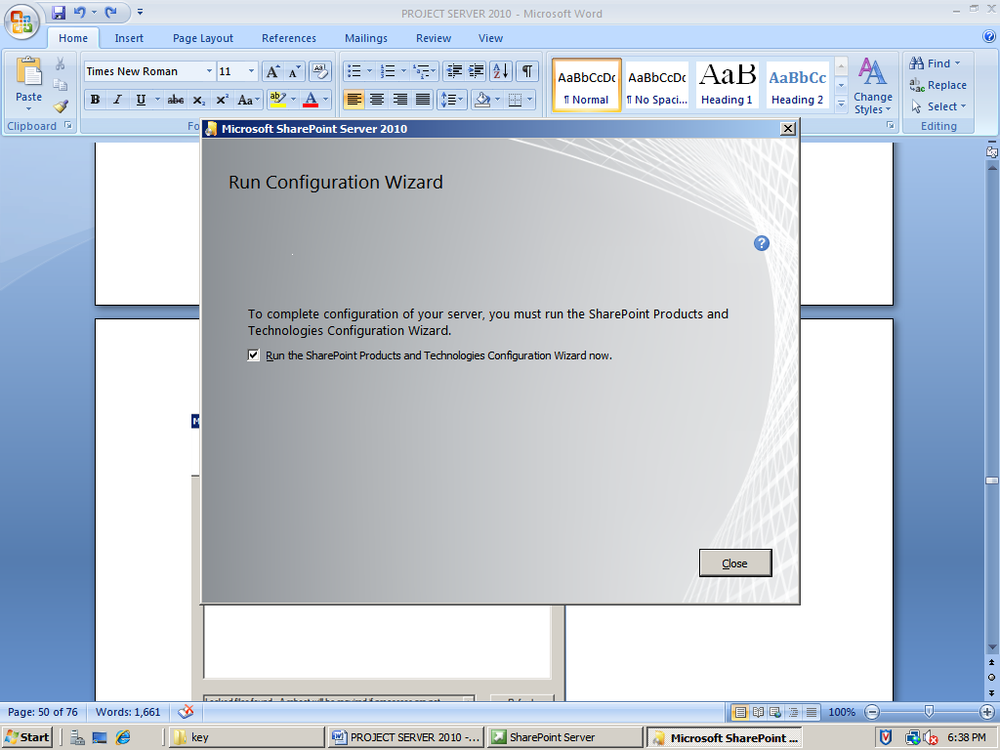 PROJECT SERVER 2010 - Microsoft Word
Home Insert Page Layout References Mailings Review View
Paste
Clipboard
Times New Roman 11
B I U abc X₂ X² Aa
AaBbCcDc AaBbCcDc AaB AaBbCc
¶ Normal ¶ No Spaci... Heading 1 Heading 2
Change Styles
Find
Replace
Select
Editing
Microsoft SharePoint Server 2010
Run Configuration Wizard
To complete configuration of your server, you must run the SharePoint Products and
Technologies Configuration Wizard.
Run the SharePoint Products and Technologies Configuration Wizard now.
Close
Page: 50 of 76 Words: 1,661 100%
Start key PROJECT SERVER 2010 -... SharePoint Server Microsoft SharePoint ... 6:38 PM